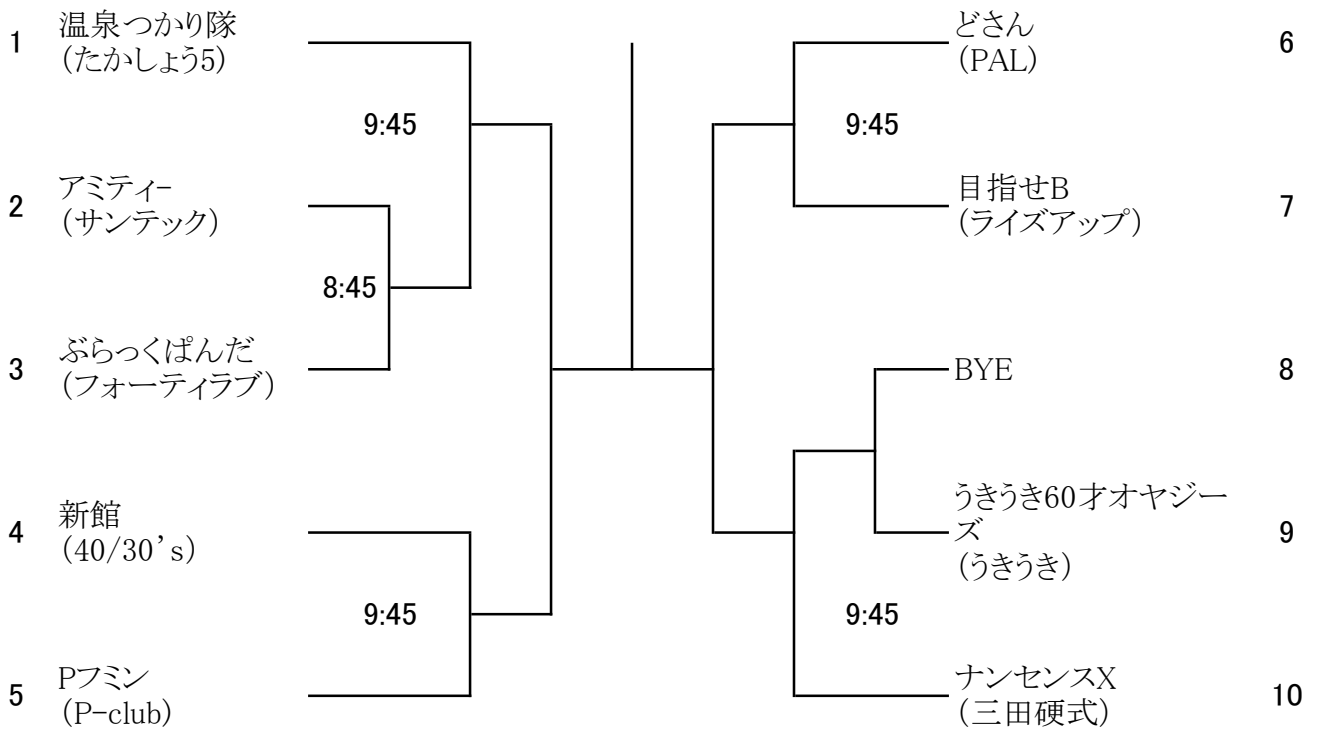 1
温泉つかり隊
(たかしょう5)
9:45
2
アミティ-
(サンテック)
8:45
3
ぶらっくぱんだ
(フォーティラブ)
4
新館
(40/30’s)
9:45
5
Pフミン
(P-club)
どさん
(PAL)
6
9:45
目指せB
(ライズアップ)
7
BYE
8
うきうき60才オヤジー
ズ
(うきうき)
9
9:45
ナンセンスX
(三田硬式)
10